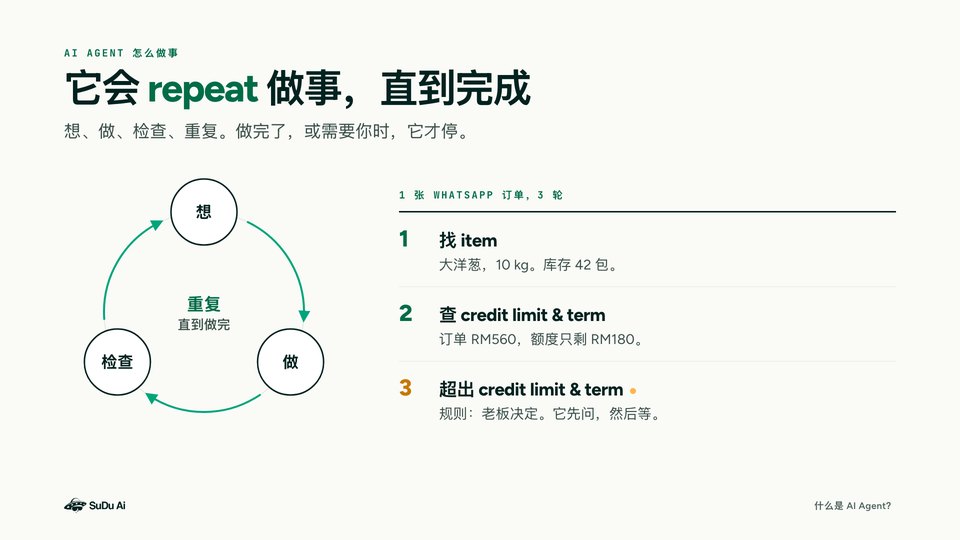 AI AGENT 怎么做事
它会 repeat 做事，直到完成
想、做、检查、重复。做完了，或需要你时，它才停。
想
重复
直到做完
检查
做
1 张 WHATSAPP 订单，3 轮
1 找 item
大洋葱，10 kg。库存 42 包。
2 查 credit limit & term
订单 RM560，额度只剩 RM180。
3 超出 credit limit & term
规则：老板决定。它先问，然后等。
SuDu Ai
什么是 AI Agent?